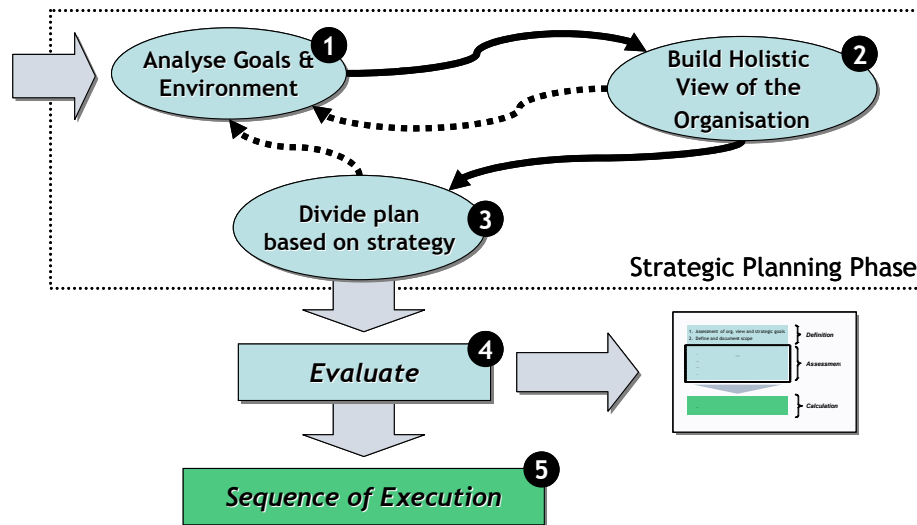 1
Analyse Goals &
Environment
2
Build Holistic
View of the
Organisation
3
Divide plan
based on strategy
Strategic Planning Phase
4
Evaluate
1. Assessment of org. view and strategic goals
2. Define and document scope
Definition
Assessmen
Calculation
5
Sequence of Execution